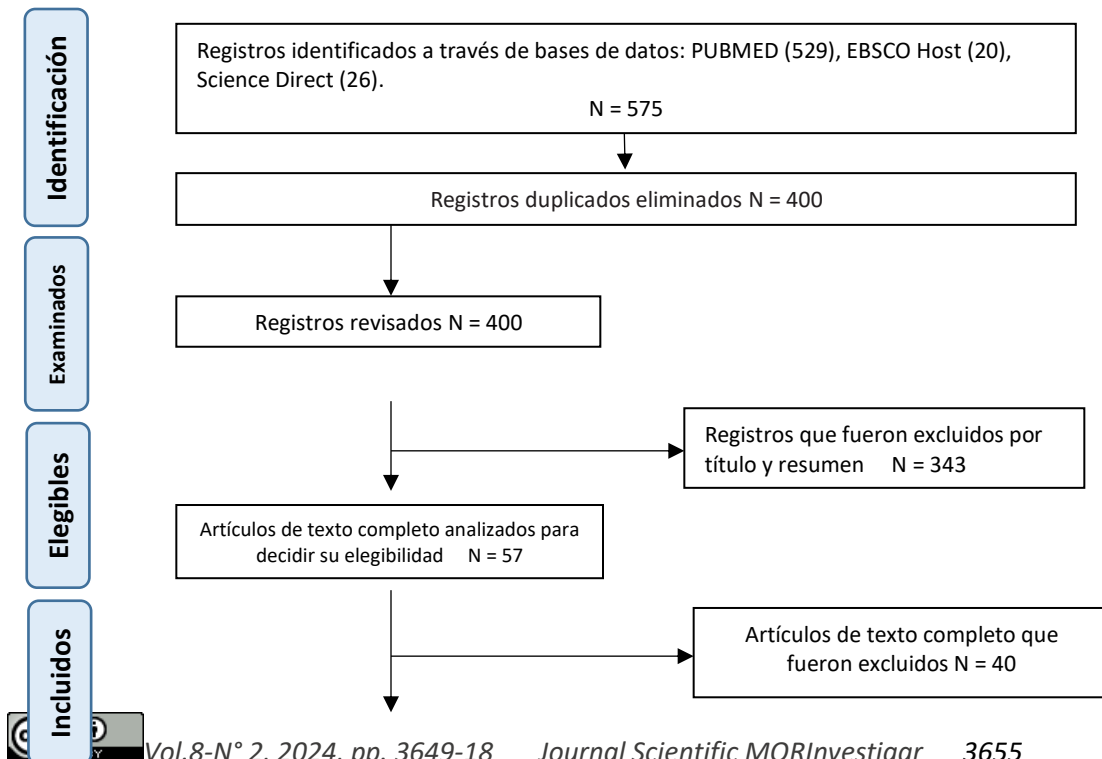 Identificación
Registros identificados a través de bases de datos: PUBMED (529), EBSCO Host (20),
Science Direct (26).
N = 575
Registros duplicados eliminados N = 400
Examinados
Registros revisados N = 400
Registros que fueron excluidos por
título y resumen N = 343
Elegibles
Artículos de texto completo analizados para
decidir su elegibilidad N = 57
Incluidos
Artículos de texto completo que
fueron excluidos N = 40
Vol.8-N° 2, 2024, pp. 3649-18 Journal Scientific MQRInvestigar 3655